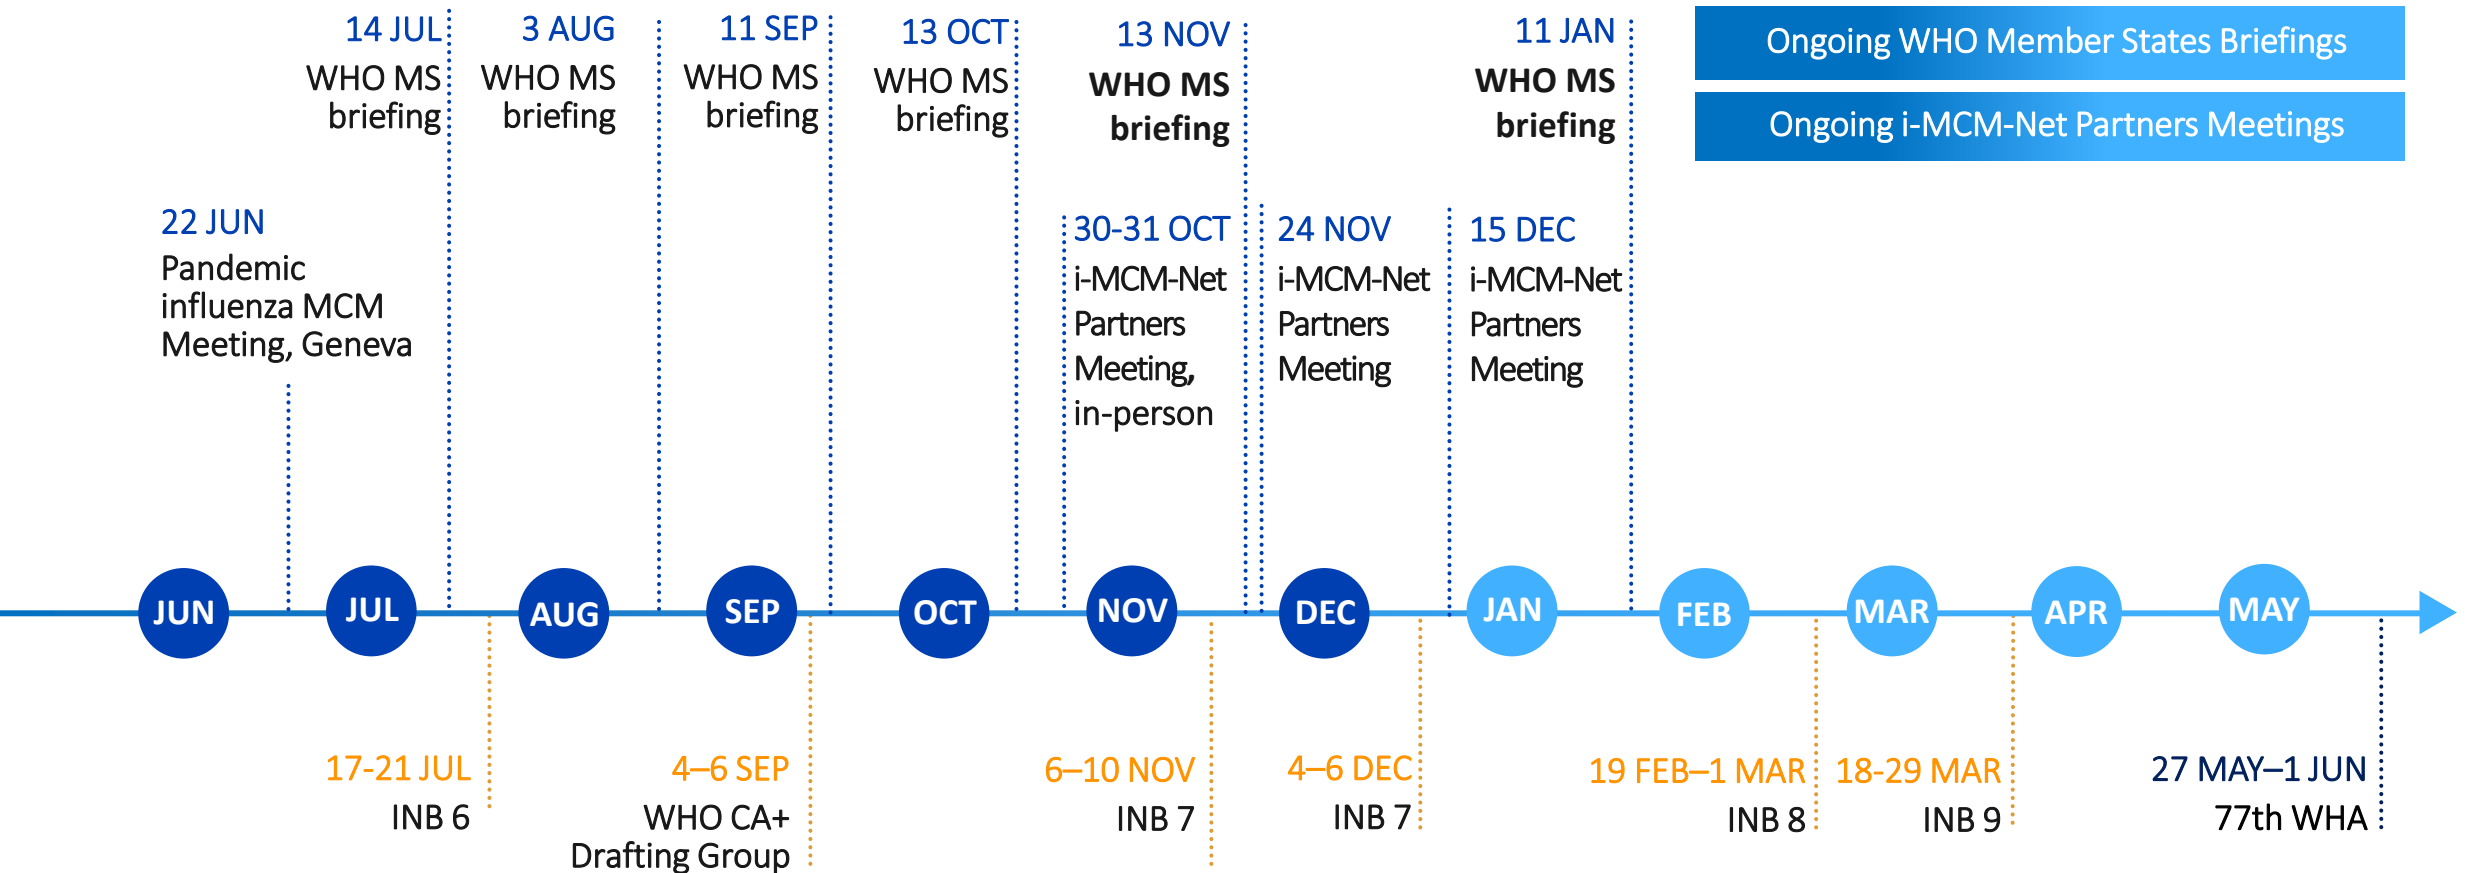 14 JUL
WHO MS
briefing
3 AUG
WHO MS
briefing
11 SEP
WHO MS
briefing
13 OCT
WHO MS
briefing
13 NOV
WHO MS
briefing
11 JAN
WHO MS
briefing
Ongoing WHO Member States Briefings
Ongoing i-MCM-Net Partners Meetings
22 JUN
Pandemic
influenza MCM
Meeting, Geneva
30-31 OCT
i-MCM-Net
Partners
Meeting,
in-person
24 NOV
i-MCM-Net
Partners
Meeting
15 DEC
i-MCM-Net
Partners
Meeting
JUN
JUL
AUG
SEP
OCT
NOV
DEC
JAN
FEB
MAR
APR
MAY
17-21 JUL
INB 6
4–6 SEP
WHO CA+
Drafting Group
6–10 NOV
INB 7
4–6 DEC
INB 7
19 FEB–1 MAR
INB 8
18-29 MAR
INB 9
27 MAY–1 JUN
77th WHA